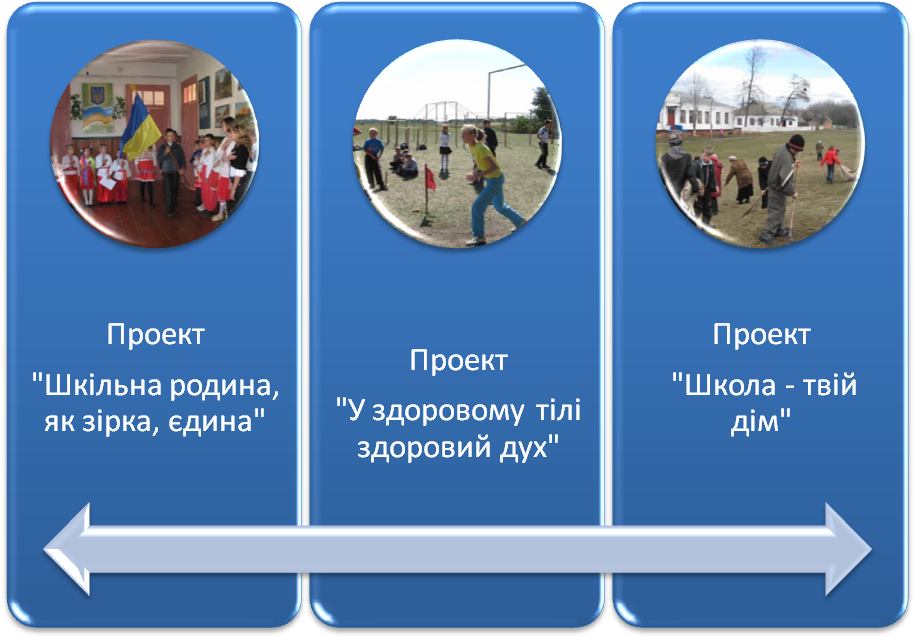 Проект
"Шкільна родина,
як зірка, єдина"
Проект
"У здоровому тілі
здоровий дух"
Проект
"Школа - твій
дім"